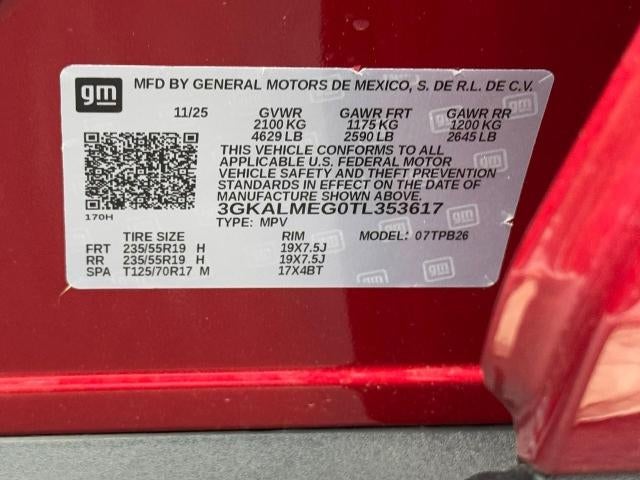 gm MFD BY GENERAL MOTORS DE MEXICO, S. DE R.L. DE C.V.
11/25 GVWR GAWR FRT GAWR RR
2100 KG 1175 KG 1200 KG
4629 LB 2590 LB 2645 LB
THIS VEHICLE CONFORMS TO ALL
APPLICABLE U.S. FEDERAL MOTOR
VEHICLE SAFETY AND THEFT PREVENTION
STANDARDS IN EFFECT ON THE DATE OF
MANUFACTURE SHOWN ABOVE.
3GKALMEG0TL353617
170H TYPE: MPV
TIRE SIZE RIM MODEL: 07TPB26
FRT 235/55R19 H 19X7.5J
RR 235/55R19 H 19X7.5J
SPA T125/70R17 M 17X4BT